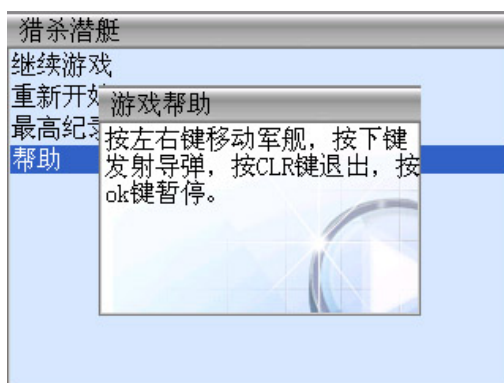 猎杀潜艇
继续游戏
重新开始
最高纪录
帮助
游戏帮助
按左右键移动军舰，按下键
发射导弹，按CLR键退出，按
ok键暂停。